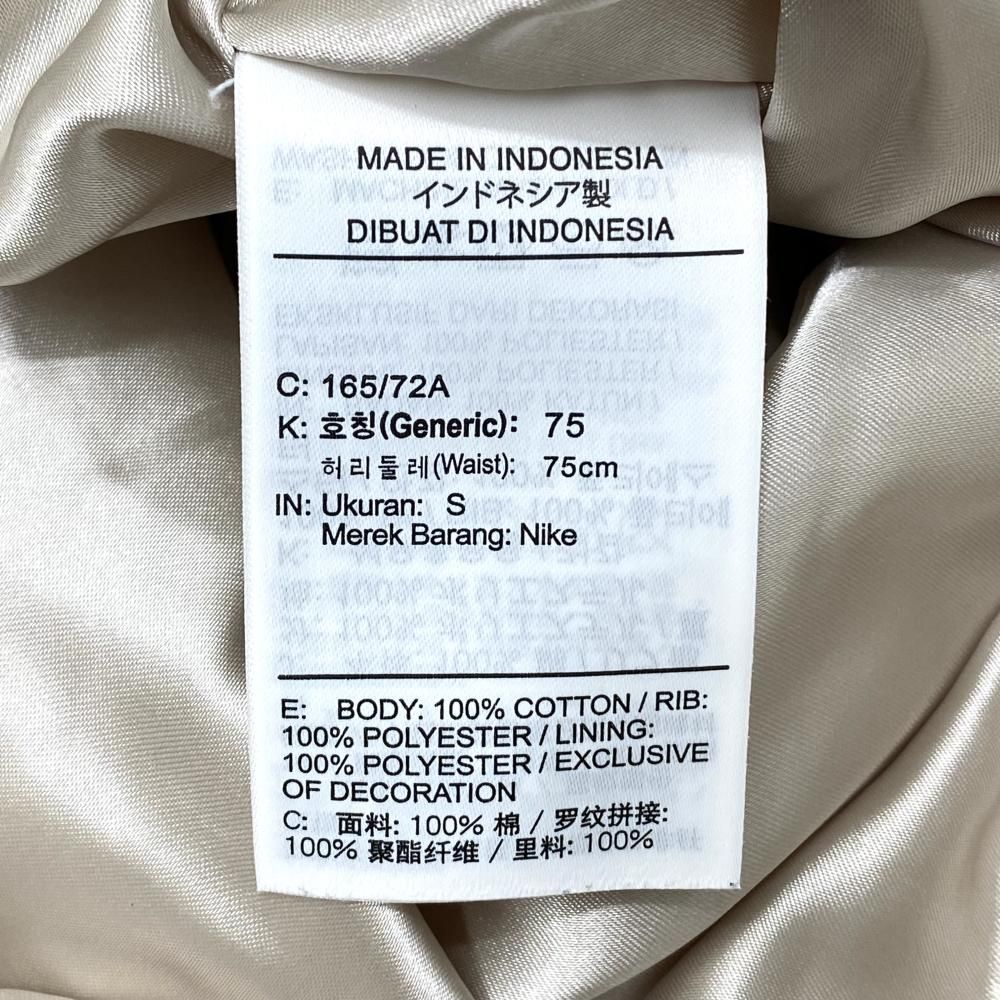 MADE IN INDONESIA
インドネシア製
DIBUAT DI INDONESIA
C: 165/72A
K: 호칭(Generic): 75
허리둘레(Waist): 75cm
IN: Ukuran: S
Merek Barang: Nike
E: BODY: 100% COTTON / RIB:
100% POLYESTER / LINING:
100% POLYESTER / EXCLUSIVE
OF DECORATION
C: 面料: 100% 棉 / 罗纹拼接:
100% 聚酯纤维 / 里料: 100%